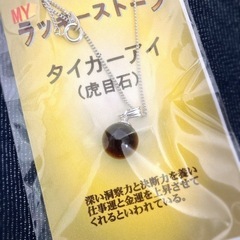 MY
ラッキーストーン
タイガーアイ
(虎目石)
深い洞察力と決断力を養い
仕事運と金運を上昇させて
くれるといわれている。